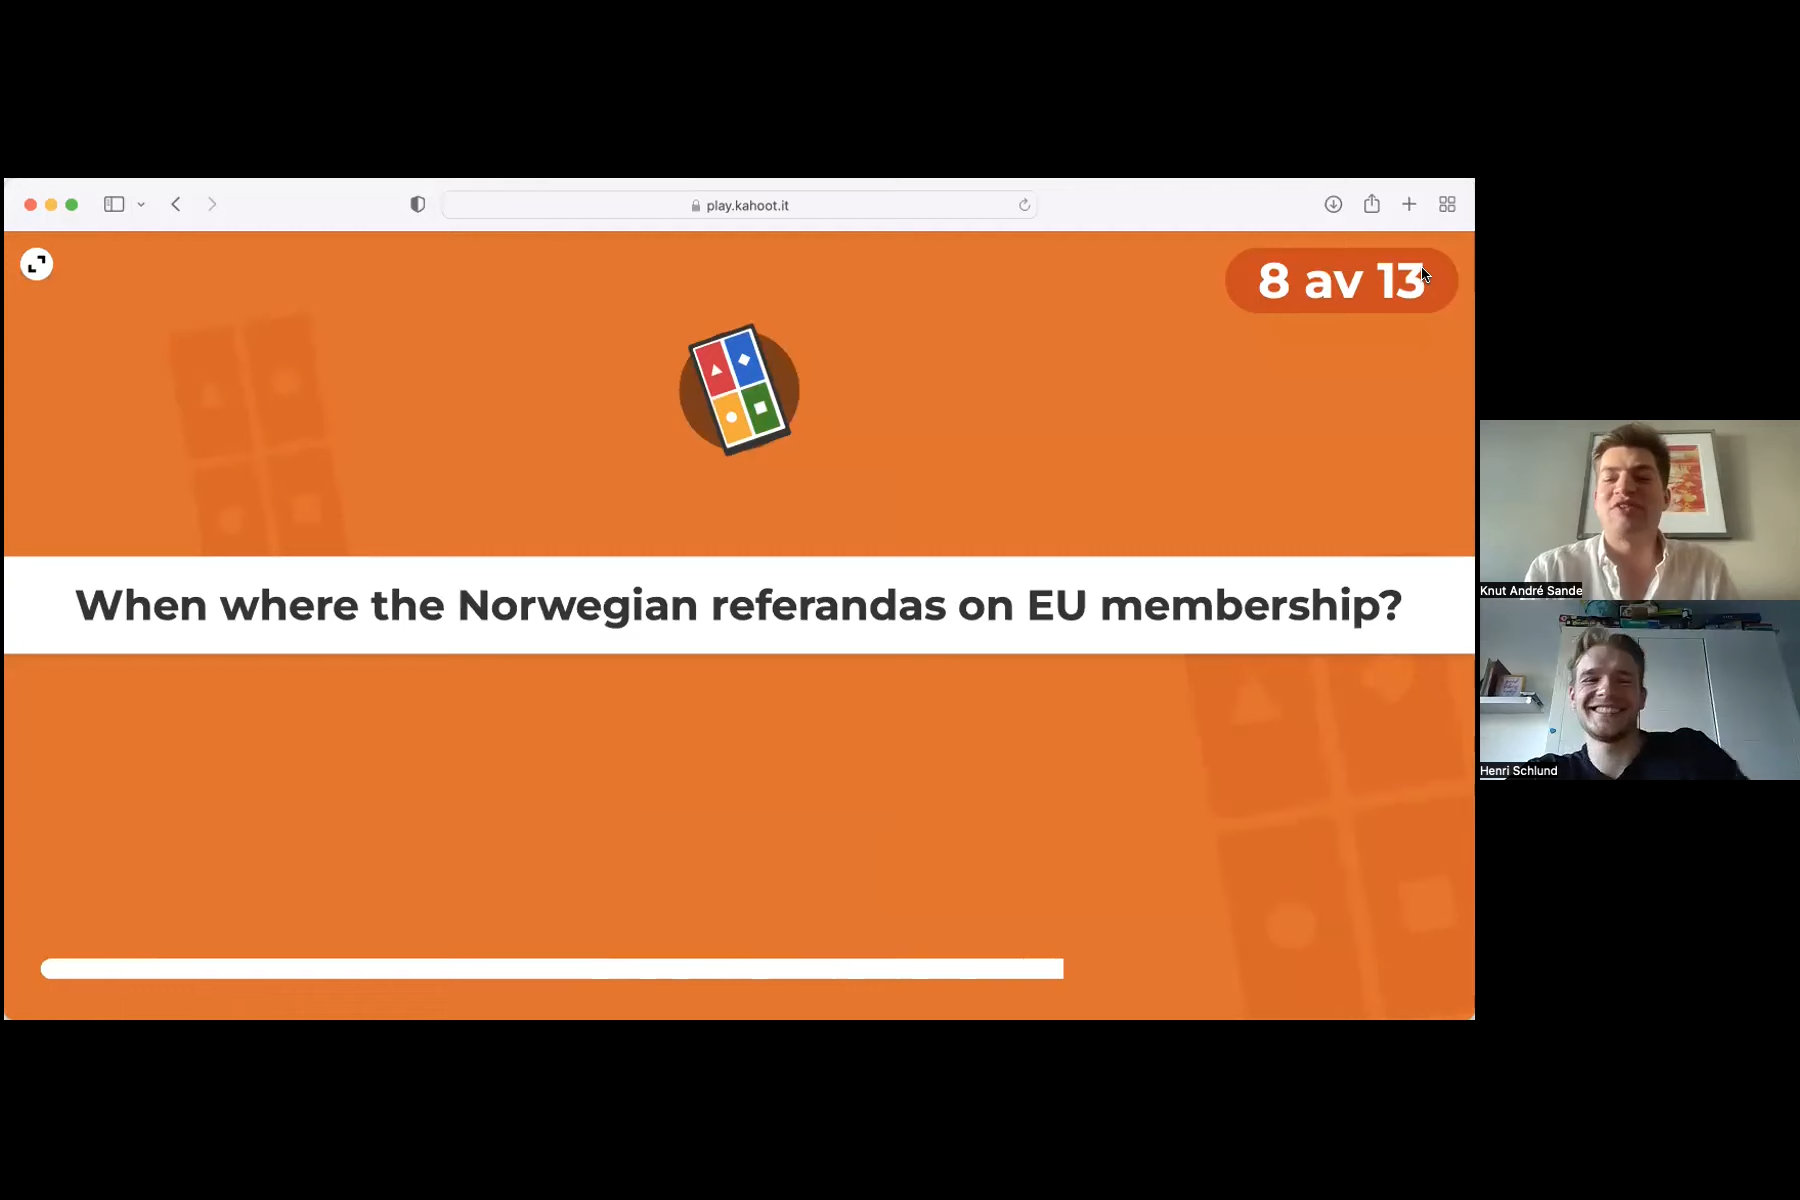 play.kahoot.it
8 av 13
When where the Norwegian referandas on EU membership?
Knut André Sande
Henri Schlund